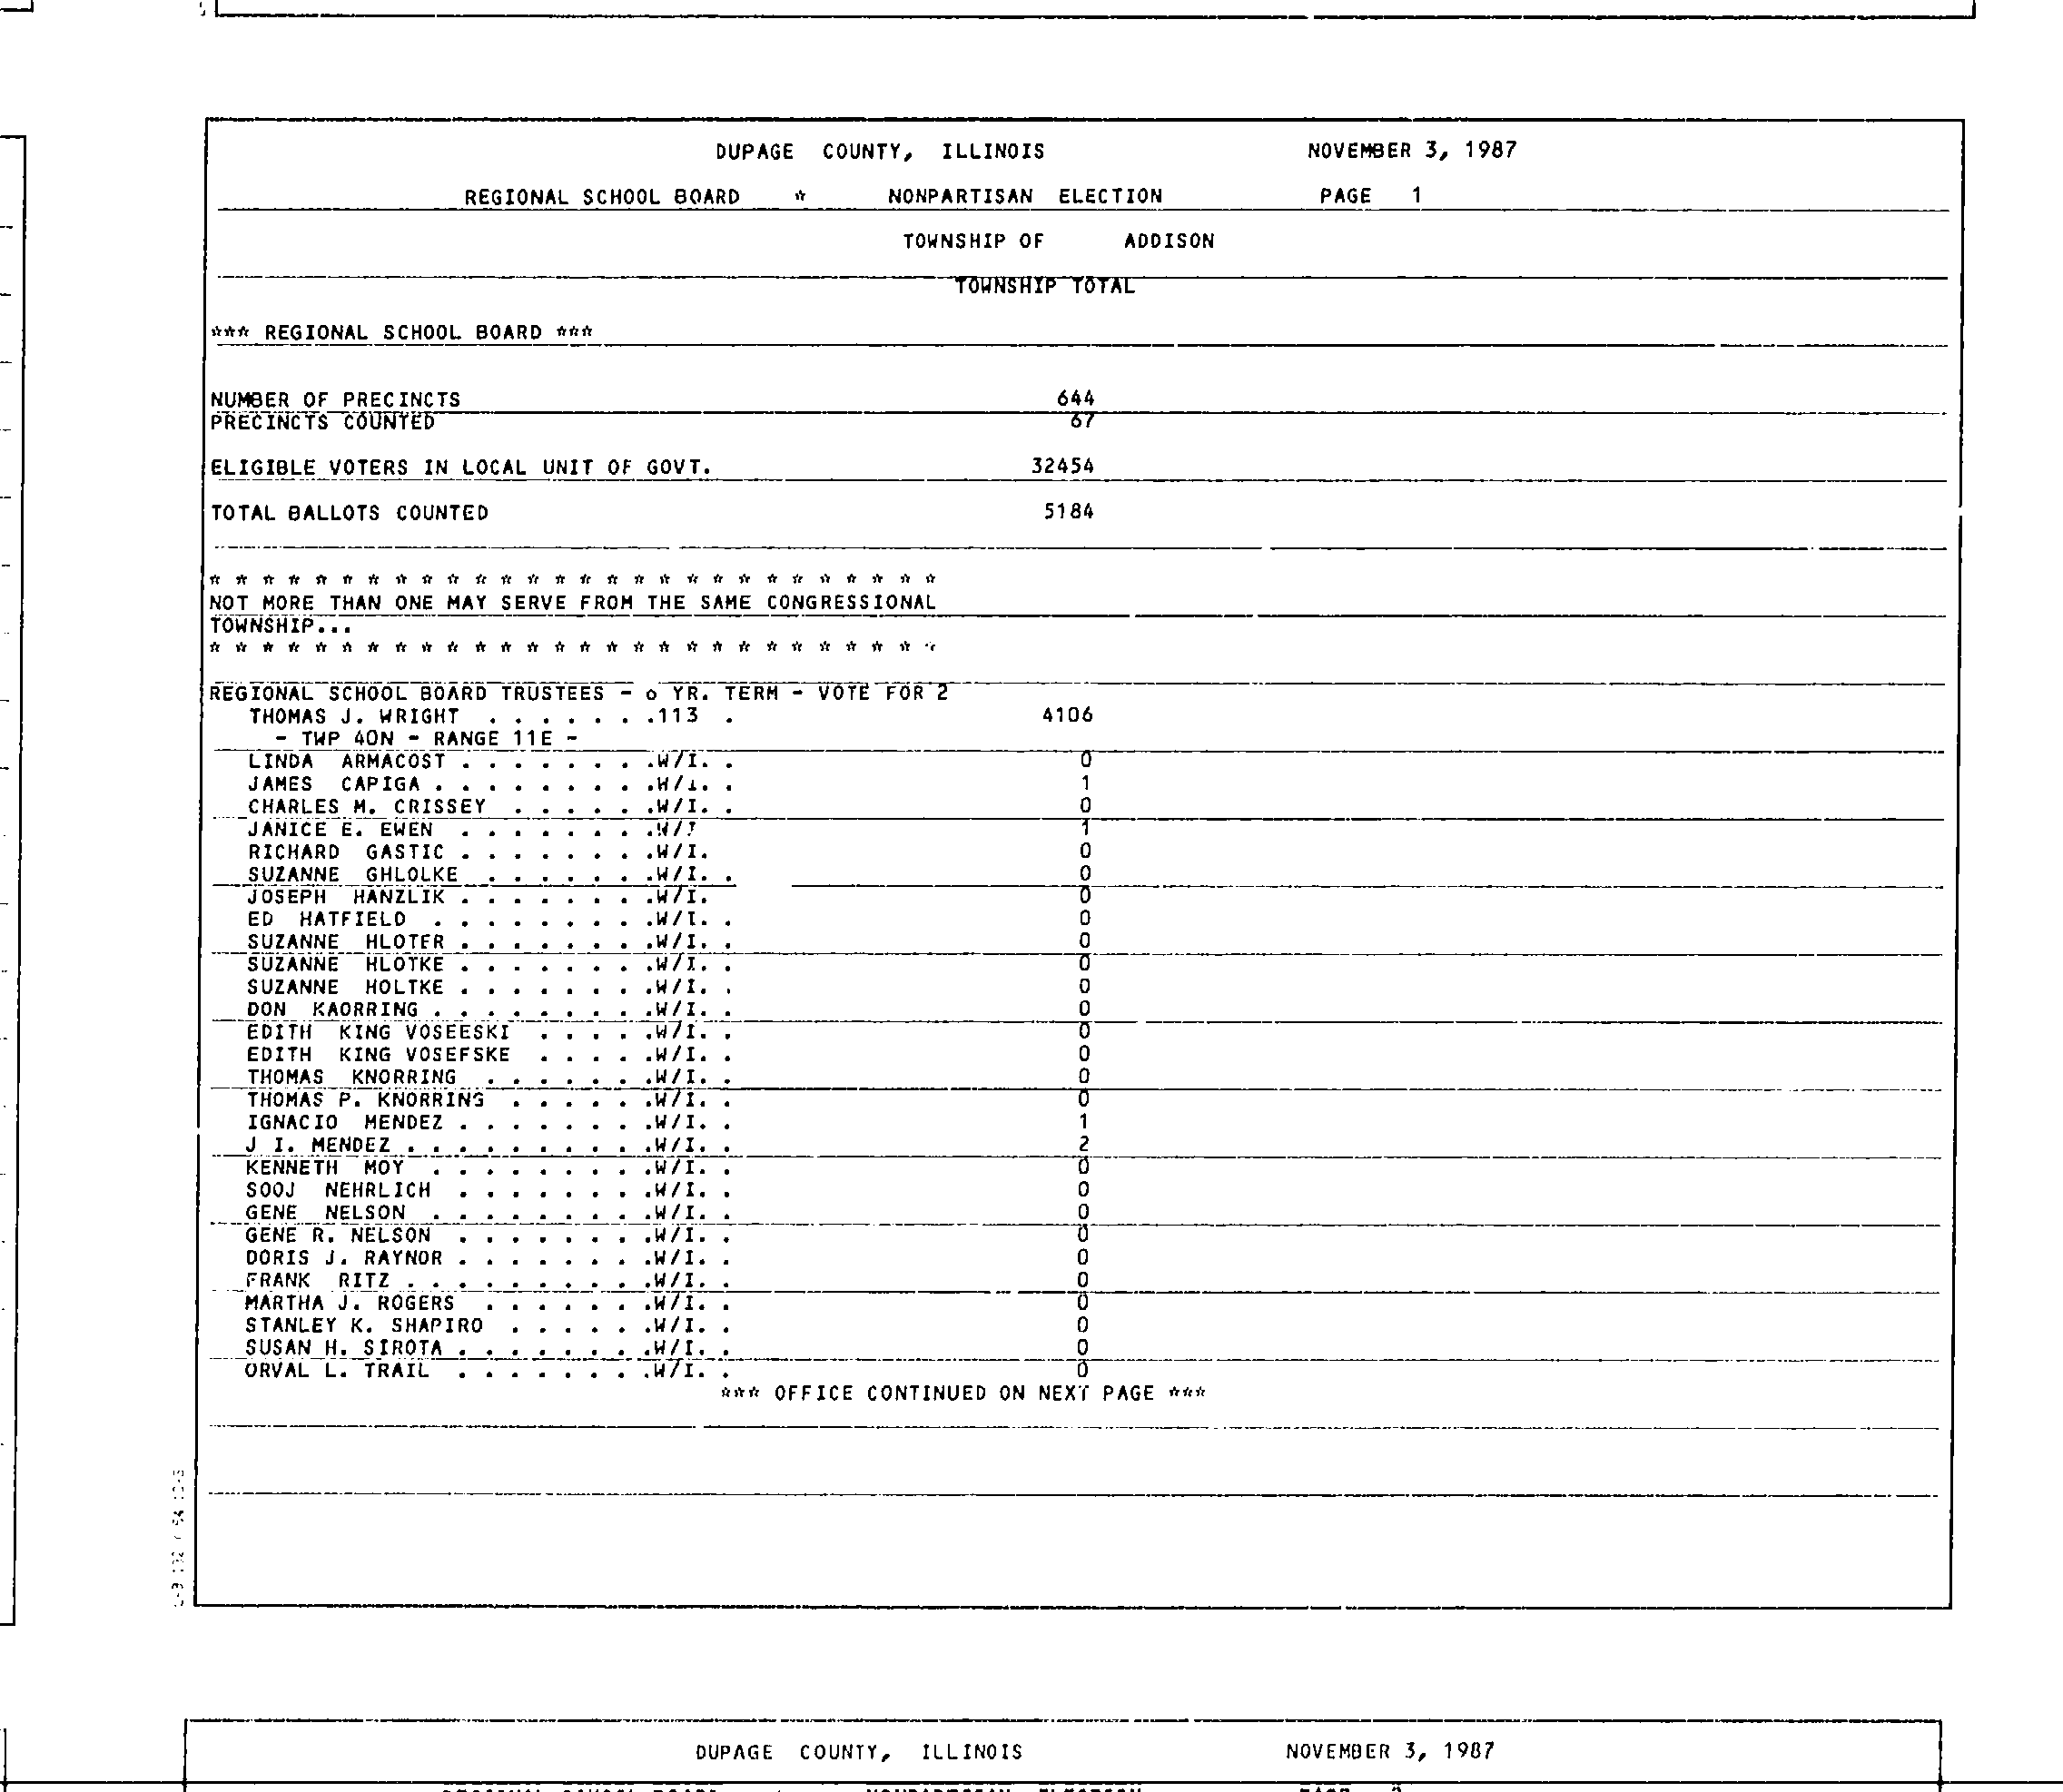 DUPAGE COUNTY, ILLINOIS NOVEMBER 3, 1987
REGIONAL SCHOOL BOARD * NONPARTISAN ELECTION PAGE 1
TOWNSHIP OF ADDISON
TOWNSHIP TOTAL
*** REGIONAL SCHOOL BOARD ***
NUMBER OF PRECINCTS 644
PRECINCTS COUNTED 67
ELIGIBLE VOTERS IN LOCAL UNIT OF GOVT. 32454
TOTAL BALLOTS COUNTED 5184
* * * * * * * * * * * * * * * * * * * * * * * * * * * *
NOT MORE THAN ONE MAY SERVE FROM THE SAME CONGRESSIONAL
TOWNSHIP...
* * * * * * * * * * * * * * * * * * * * * * * * * * * *
REGIONAL SCHOOL BOARD TRUSTEES - YR. TERM - VOTE FOR 2
THOMAS J. WRIGHT . . . . . . .113 . 4106
- TWP 40N - RANGE 11E -
LINDA ARMACOST . . . . . . . .W/I. . 0
JAMES CAPIGA . . . . . . . . .W/I. . 1
CHARLES M. CRISSEY . . . . . .W/I. . 0
JANICE E. EWEN . . . . . . . .W/I 1
RICHARD GASTIC . . . . . . . .W/I. 0
SUZANNE GHLOLKE . . . . . . .W/I. . 0
JOSEPH HANZLIK . . . . . . . .W/I. 0
ED HATFIELD . . . . . . . . .W/I. . 0
SUZANNE HLOTER . . . . . . . .W/I. . 0
SUZANNE HLOTKE . . . . . . . .W/I. . 0
SUZANNE HOLTKE . . . . . . . .W/I. . 0
DON KAORRING . . . . . . . . .W/I. . 0
EDITH KING VOSEESKI . . . . .W/I. . 0
EDITH KING VOSEFSKE . . . . .W/I. . 0
THOMAS KNORRING . . . . . . .W/I. . 0
THOMAS P. KNORRING . . . . . .W/I. . 0
IGNACIO MENDEZ . . . . . . . .W/I. . 1
J I. MENDEZ . . . . . . . . . .W/I. . 2
KENNETH MOY . . . . . . . . .W/I. . 0
SOOJ NEHRLICH . . . . . . . .W/I. . 0
GENE NELSON . . . . . . . . .W/I. . 0
GENE R. NELSON . . . . . . . .W/I. . 0
DORIS J. RAYNOR . . . . . . . .W/I. . 0
FRANK RITZ . . . . . . . . . .W/I. . 0
MARTHA J. ROGERS . . . . . . .W/I. . 0
STANLEY K. SHAPIRO . . . . . .W/I. . 0
SUSAN H. SIROTA . . . . . . . .W/I. . 0
ORVAL L. TRAIL . . . . . . . .W/I. . 0
*** OFFICE CONTINUED ON NEXT PAGE ***
DUPAGE COUNTY, ILLINOIS NOVEMBER 3, 1987